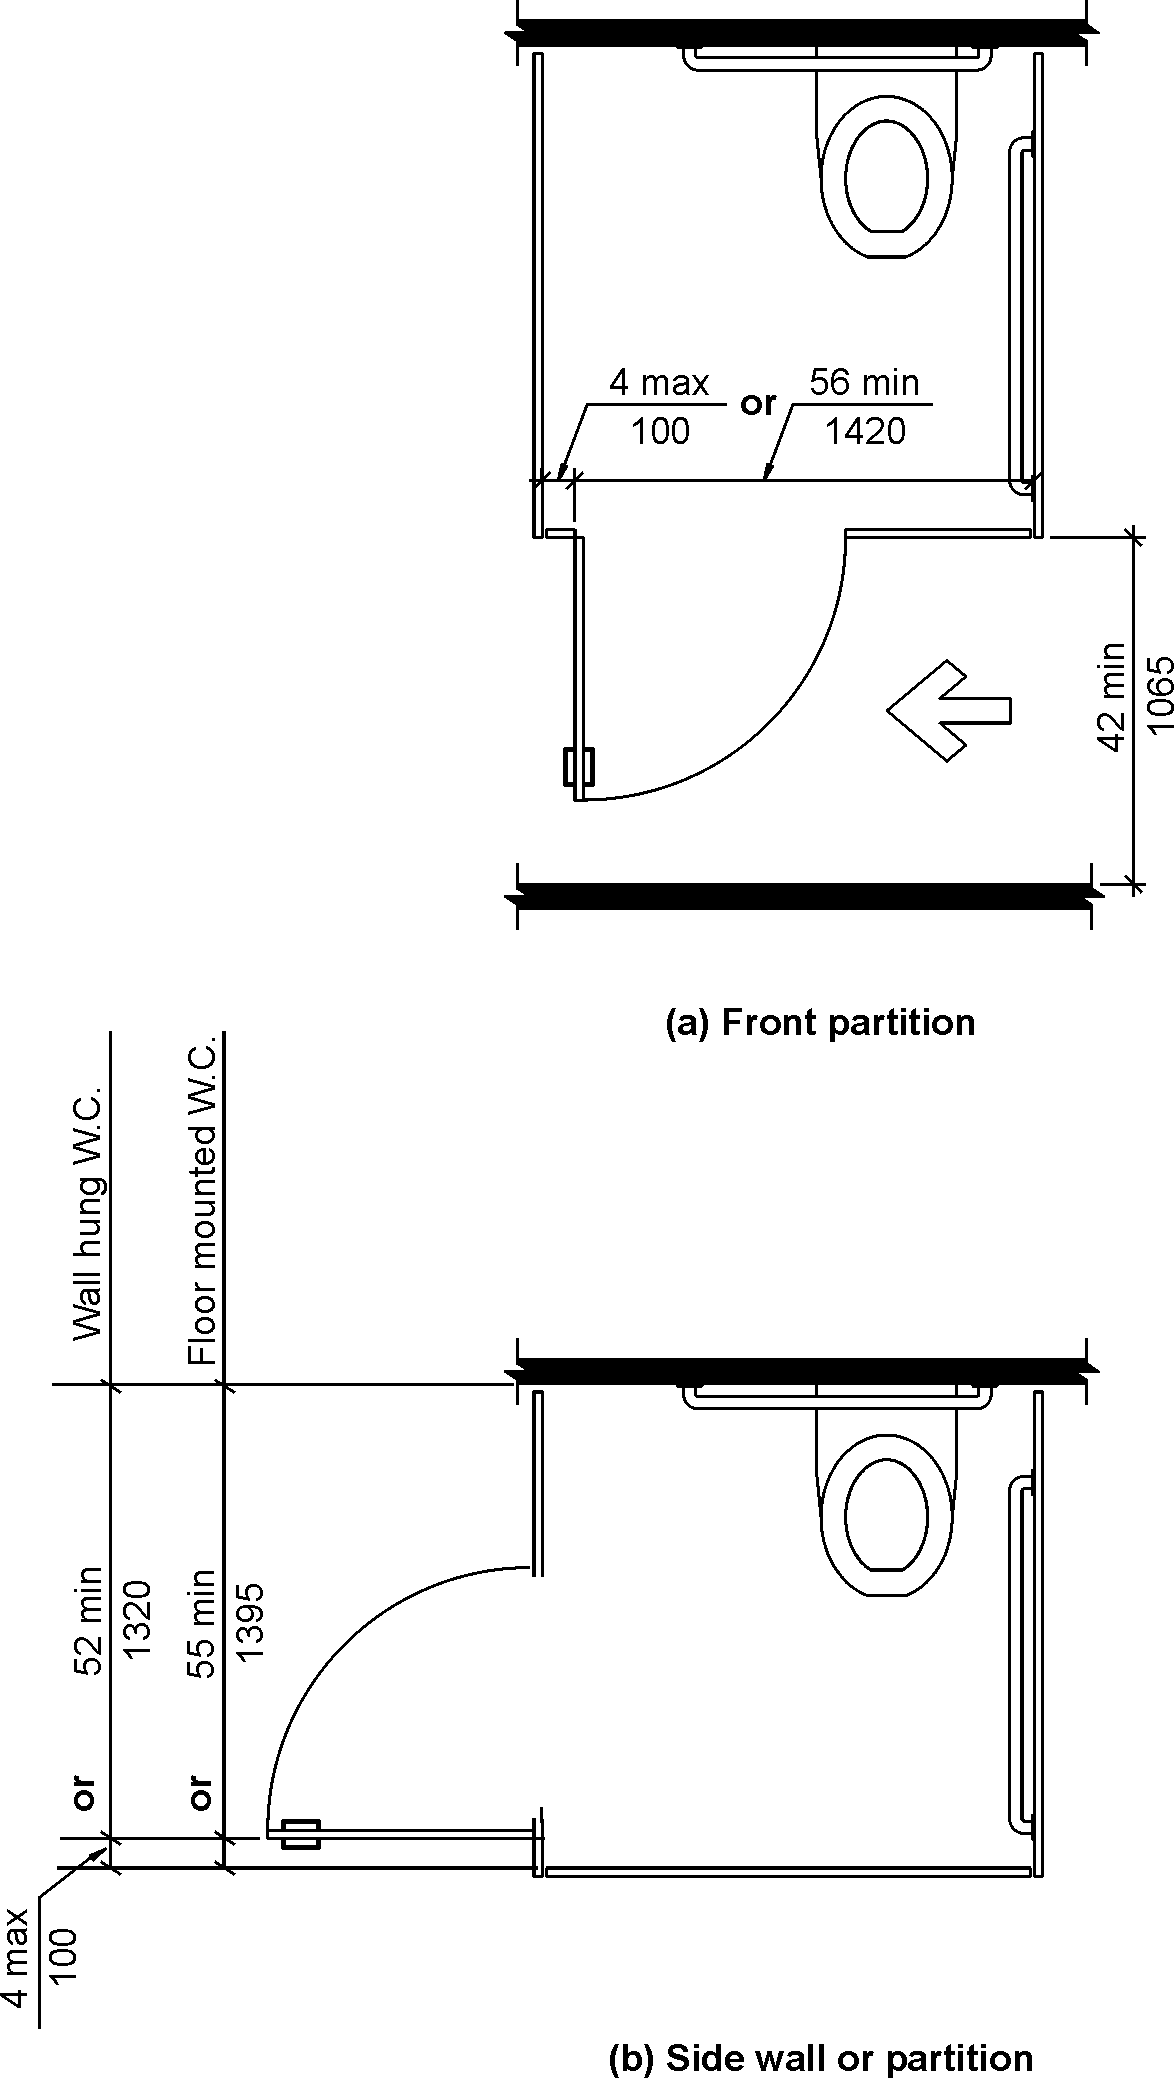 4 max
100
or
56 min
1420
42 min
1065
(a) Front partition
Wall hung W.C.
Floor mounted W.C.
52 min
1320
or
55 min
1395
or
4 max
100
(b) Side wall or partition